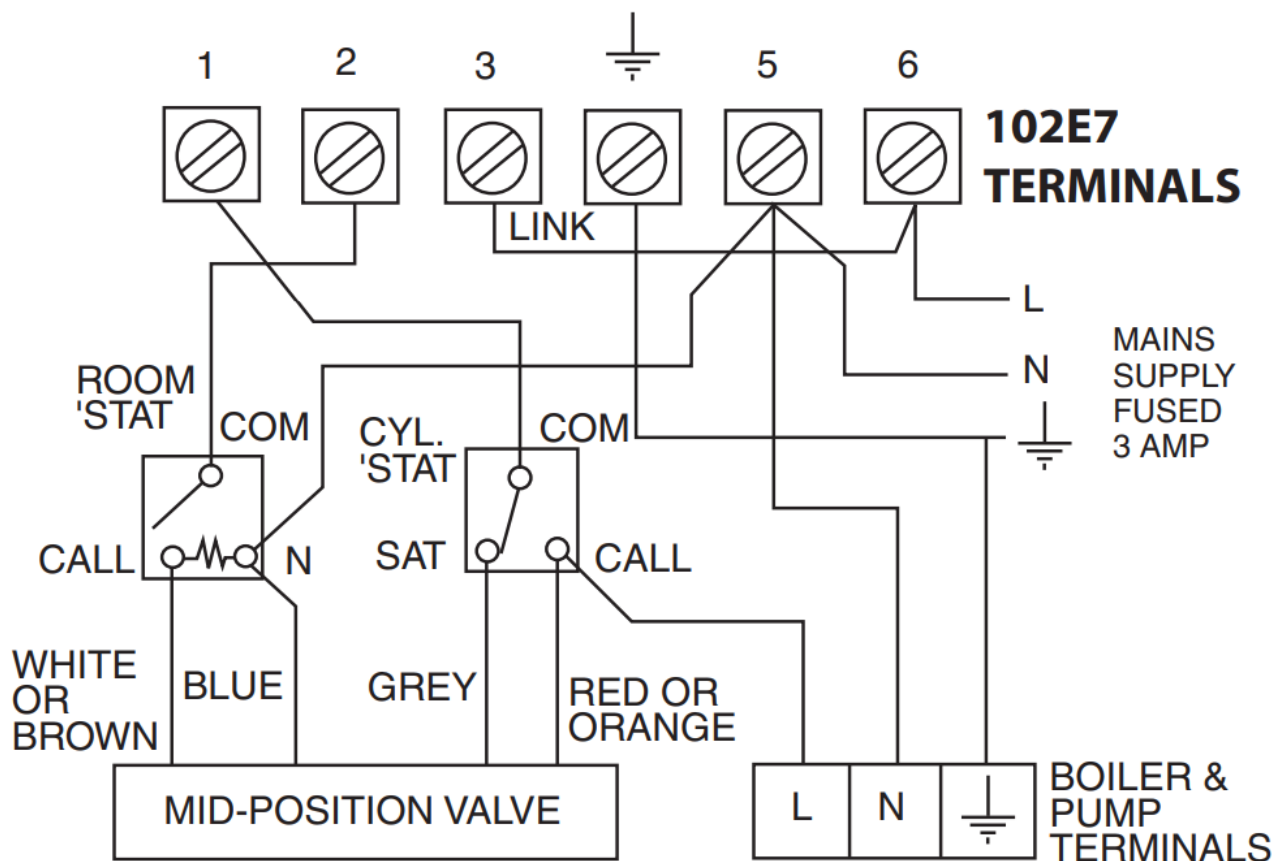 1 2 3 5 6
102E7
TERMINALS
LINK
L
MAINS
SUPPLY
FUSED
3 AMP
N
ROOM
'STAT
COM
CYL.
'STAT
COM
CALL
N
SAT
CALL
WHITE
OR
BROWN
BLUE
GREY
RED OR
ORANGE
MID-POSITION VALVE
L N
BOILER &
PUMP
TERMINALS